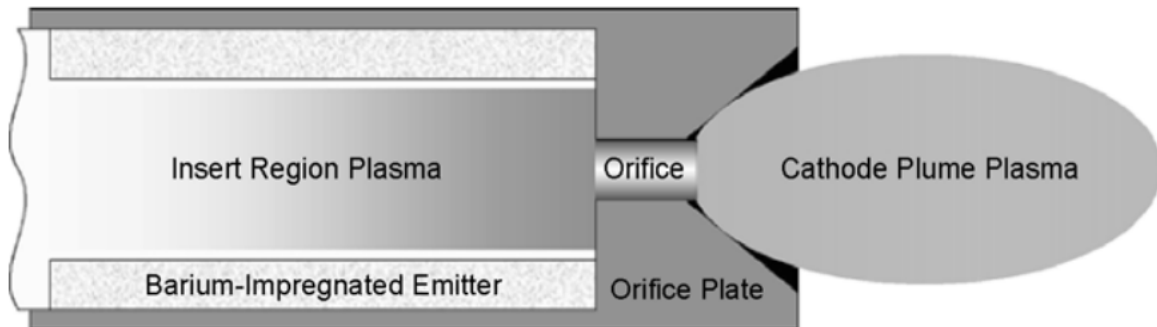 Insert Region Plasma
Orifice
Cathode Plume Plasma
Barium-Impregnated Emitter
Orifice Plate